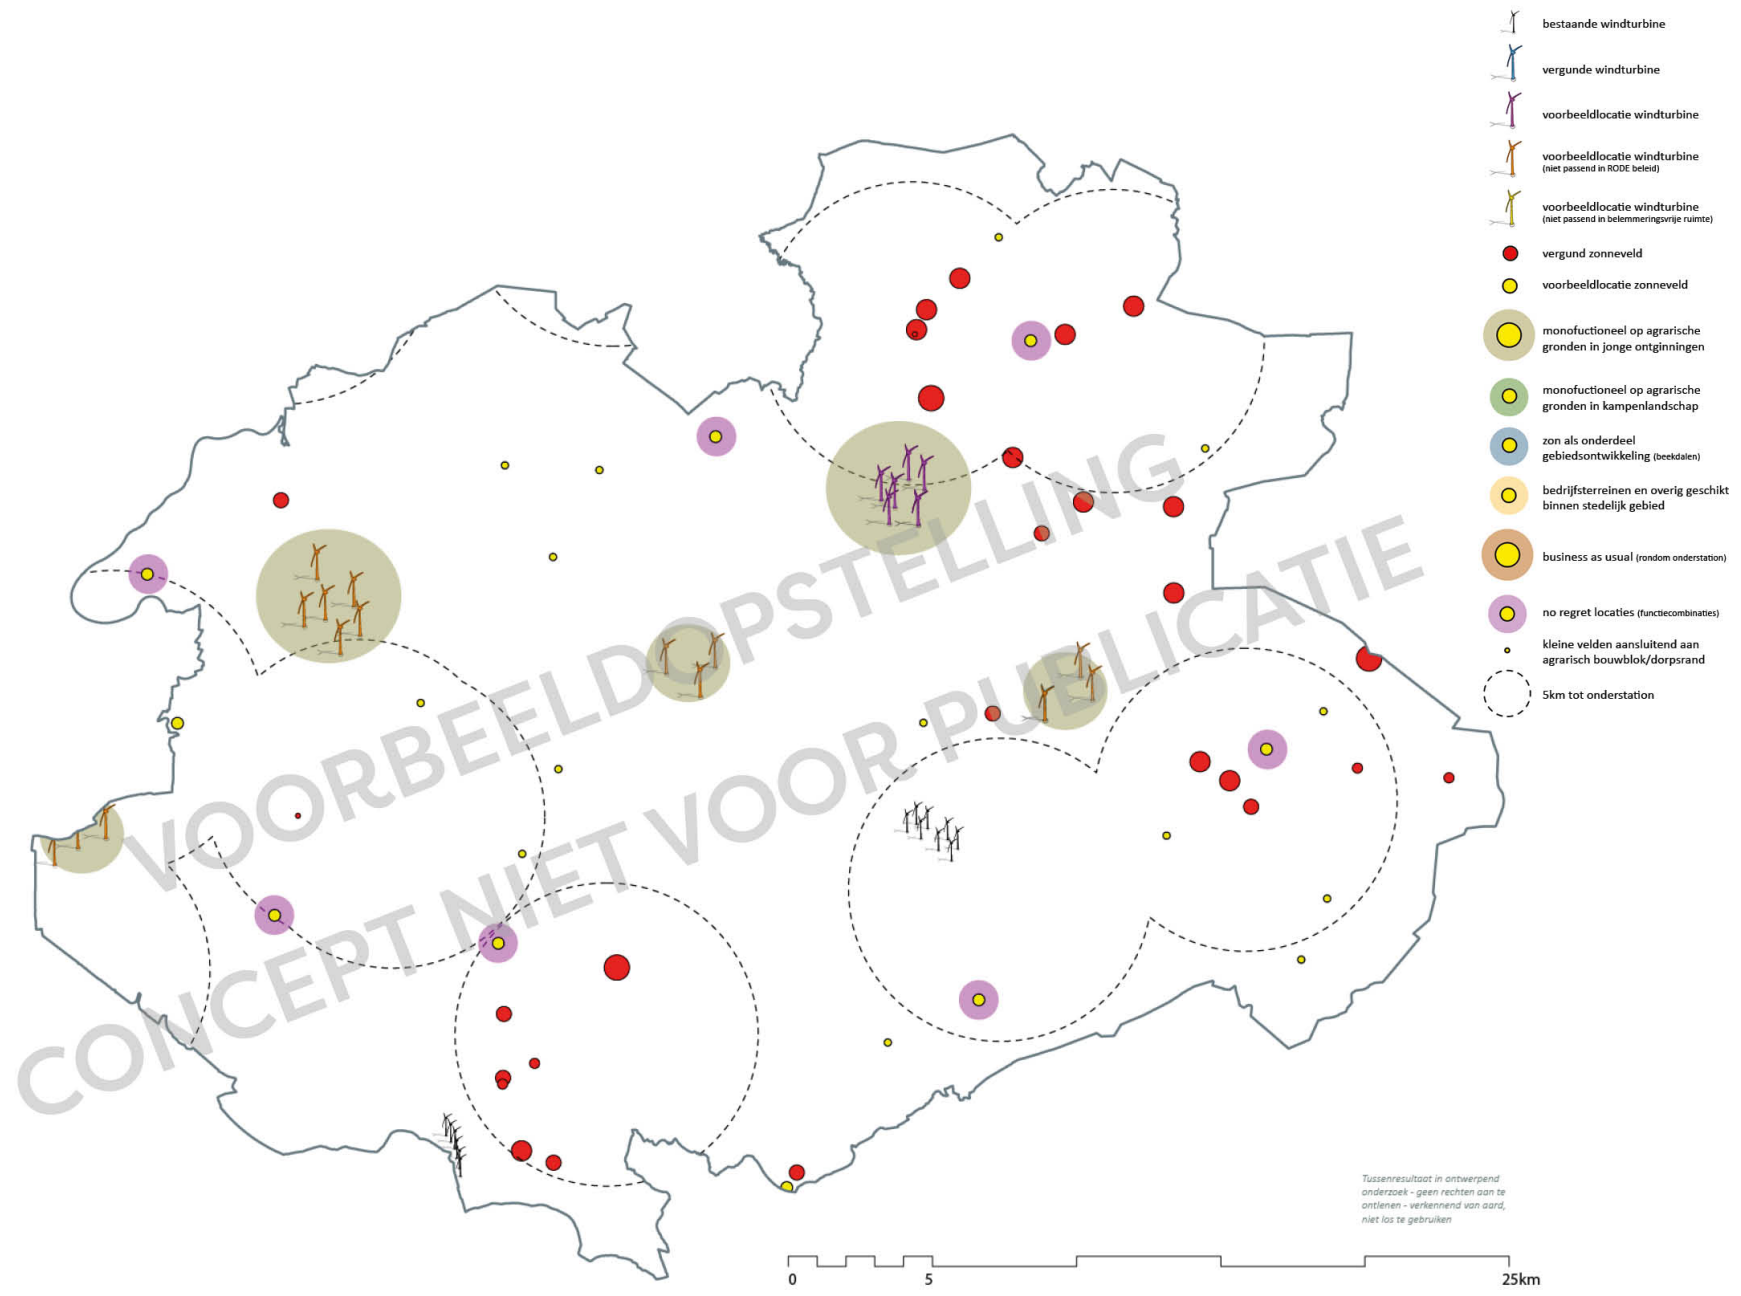 bestaande windturbine
vergunde windturbine
voorbeeldlocatie windturbine
voorbeeldlocatie windturbine
(niet passend in RODE beleid)
voorbeeldlocatie windturbine
(niet passend in belemmeringsvrije ruimte)
vergund zonneveld
voorbeeldlocatie zonneveld
monofuctioneel op agrarische
gronden in jonge ontginningen
monofuctioneel op agrarische
gronden in kampenlandschap
zon als onderdeel
gebiedsontwikkeling (beekdalen)
bedrijfsterreinen en overig geschikt
binnen stedelijk gebied
business as usual (rondom onderstation)
no regret locaties (functiecombinaties)
kleine velden aansluitend aan
agrarisch bouwblok/dorpsrand
5km tot onderstation
VOORBEELDOPSTELLING
CONCEPT NIET VOOR PUBLICATIE
Tussenresultaat in ontwerpend
onderzoek - geen rechten aan te
ontlenen - verkennend van aard,
niet los te gebruiken
0 5 25km